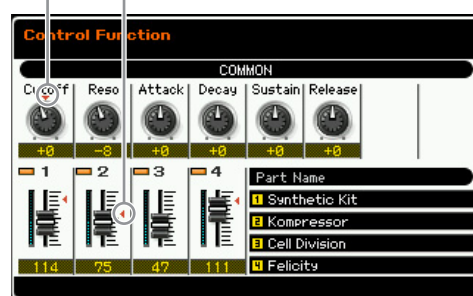 Control Function
COMMON
Cutoff Reso Attack Decay Sustain Release
+0 -8 +0 +0 +0 +0
1 2 3 4
Part Name
1 Synthetic Kit
2 Kompressor
3 Cell Division
4 Felicity
114 75 47 111